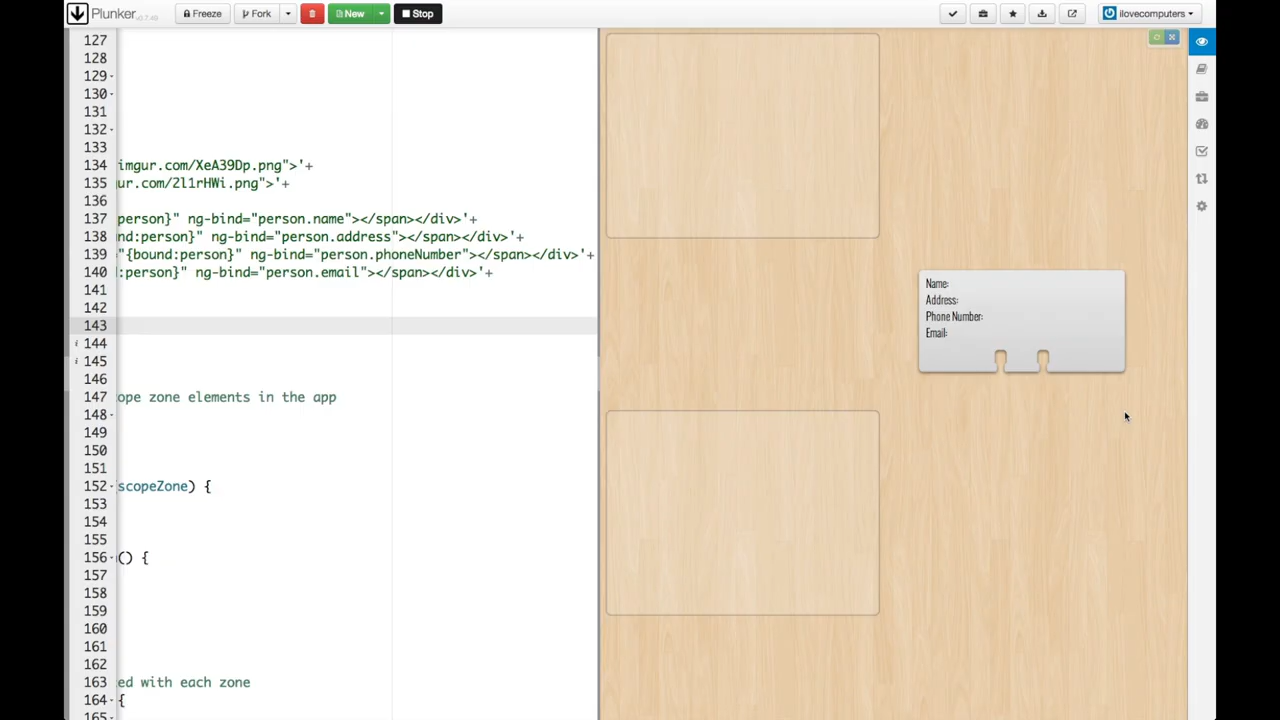 Plunker v0.7.49
Freeze
Fork
New
Stop
ilovecomputers
127
128
129
130
131
132
133
134 imgur.com/XeA39Dp.png">'+
135 ur.com/2l1rHWi.png">'+
136
137 person}" ng-bind="person.name"></span></div>'+
138 nd:person}" ng-bind="person.address"></span></div>'+
139 "{bound:person}" ng-bind="person.phoneNumber"></span></div>'+
140 d:person}" ng-bind="person.email"></span></div>'+
141
142
143
144
145
146
147 ope zone elements in the app
148
149
150
151
152 scopeZone) {
153
154
155
156 () {
157
158
159
160
161
162
163 ed with each zone
164 {
165
Name:
Address:
Phone Number:
Email: